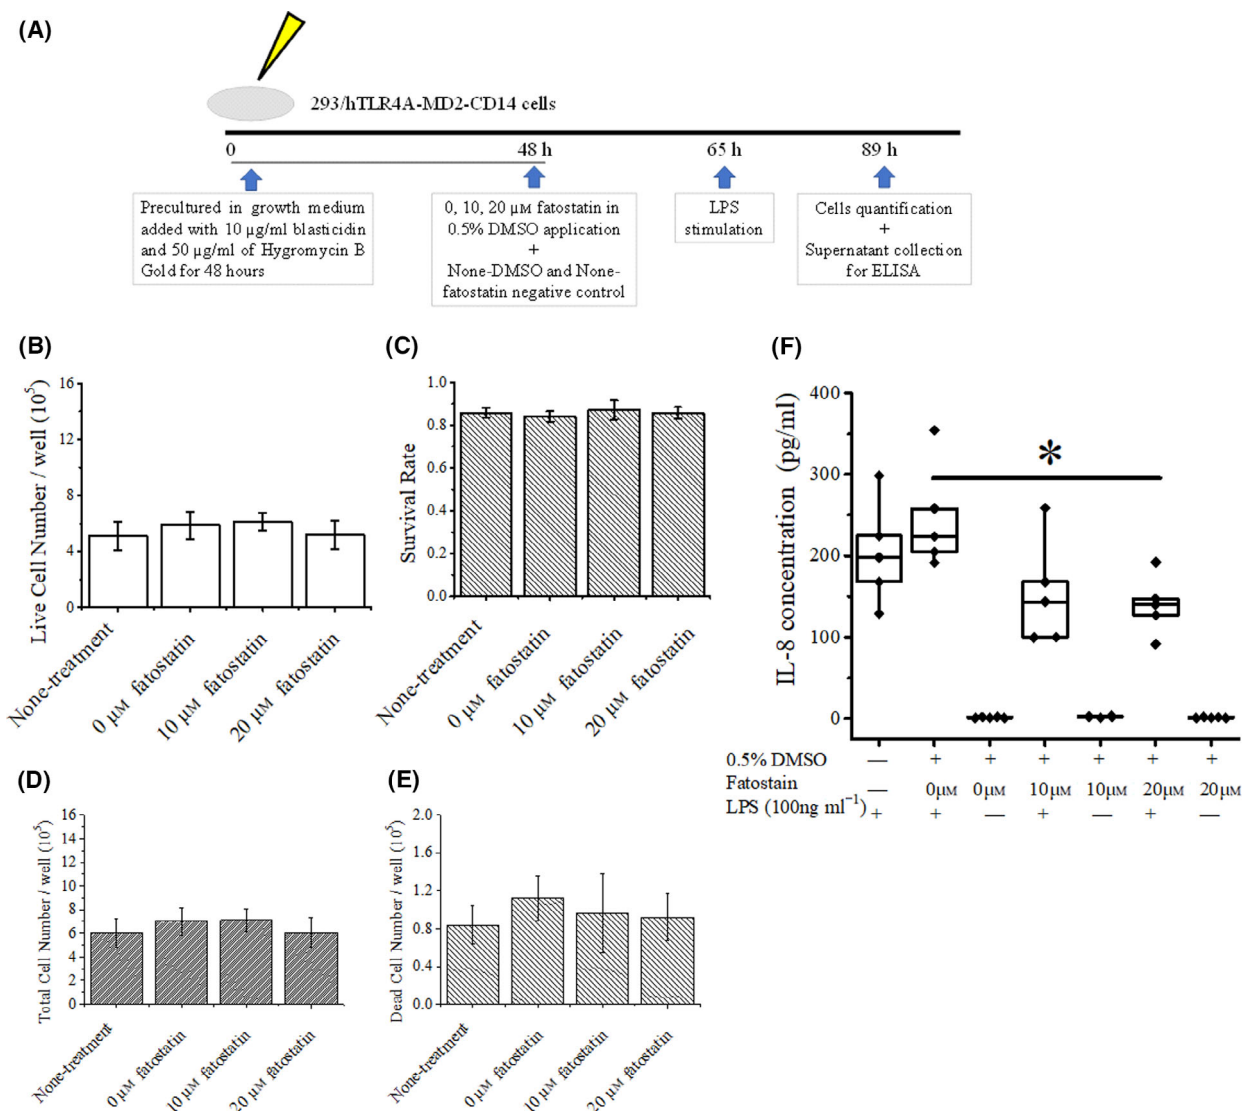 (A)
293/hTLR4A-MD2-CD14 cells
0
48 h
65 h
89 h
Precultured in growth medium
added with 10 µg/ml blasticidin
and 50 µg/ml of Hygromycin B
Gold for 48 hours
0, 10, 20 µM fatostatin in
0.5% DMSO application
+
None-DMSO and None-
fatostatin negative control
LPS
stimulation
Cells quantification
+
Supernatant collection
for ELISA
(B)
Live Cell Number / well (10⁵)
16
12
8
4
0
None-treatment
0 µM fatostatin
10 µM fatostatin
20 µM fatostatin
(C)
Survival Rate
1.0
0.8
0.6
0.4
0.2
0.0
None-treatment
0 µM fatostatin
10 µM fatostatin
20 µM fatostatin
(D)
Total Cell Number / well (10⁵)
16
14
12
10
8
6
4
2
0
None-treatment
0 µM fatostatin
10 µM fatostatin
20 µM fatostatin
(E)
Dead Cell Number / well (10⁵)
2.0
1.6
1.2
0.8
0.4
0.0
None-treatment
0 µM fatostatin
10 µM fatostatin
20 µM fatostatin
(F)
IL-8 concentration (pg/ml)
400
300
200
100
0
*
0.5% DMSO — + + + + + +
Fatostain — 0µM 0µM 10µM 10µM 20µM 20µM
LPS (100ng ml⁻¹) + + — + — + —